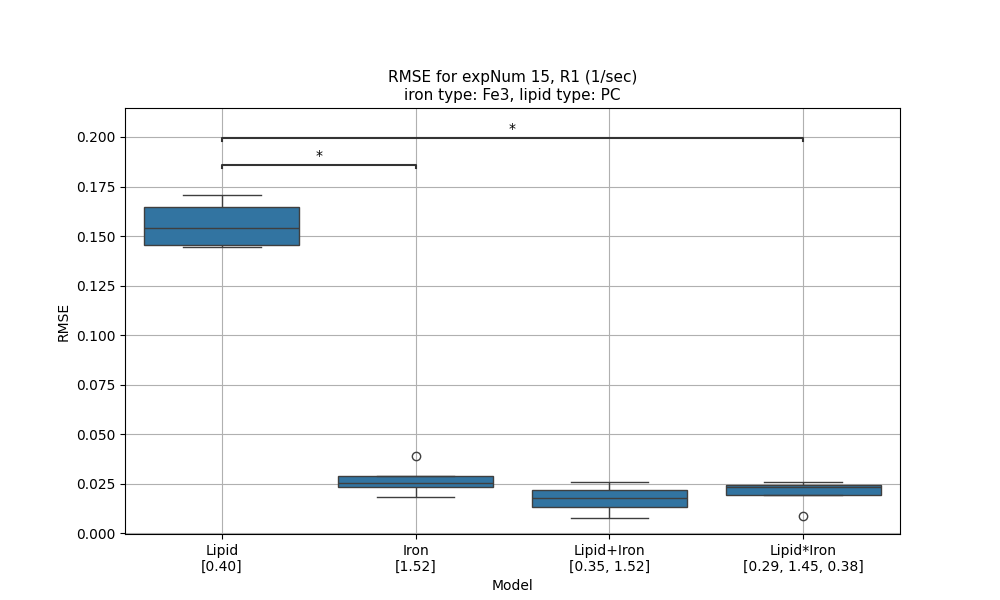 RMSE for expNum 15, R1 (1/sec)
iron type: Fe3, lipid type: PC
*
*
0.200
0.175
0.150
0.125
0.100
0.075
0.050
0.025
0.000
RMSE
Lipid
[0.40]
Iron
[1.52]
Lipid+Iron
[0.35, 1.52]
Lipid*Iron
[0.29, 1.45, 0.38]
Model